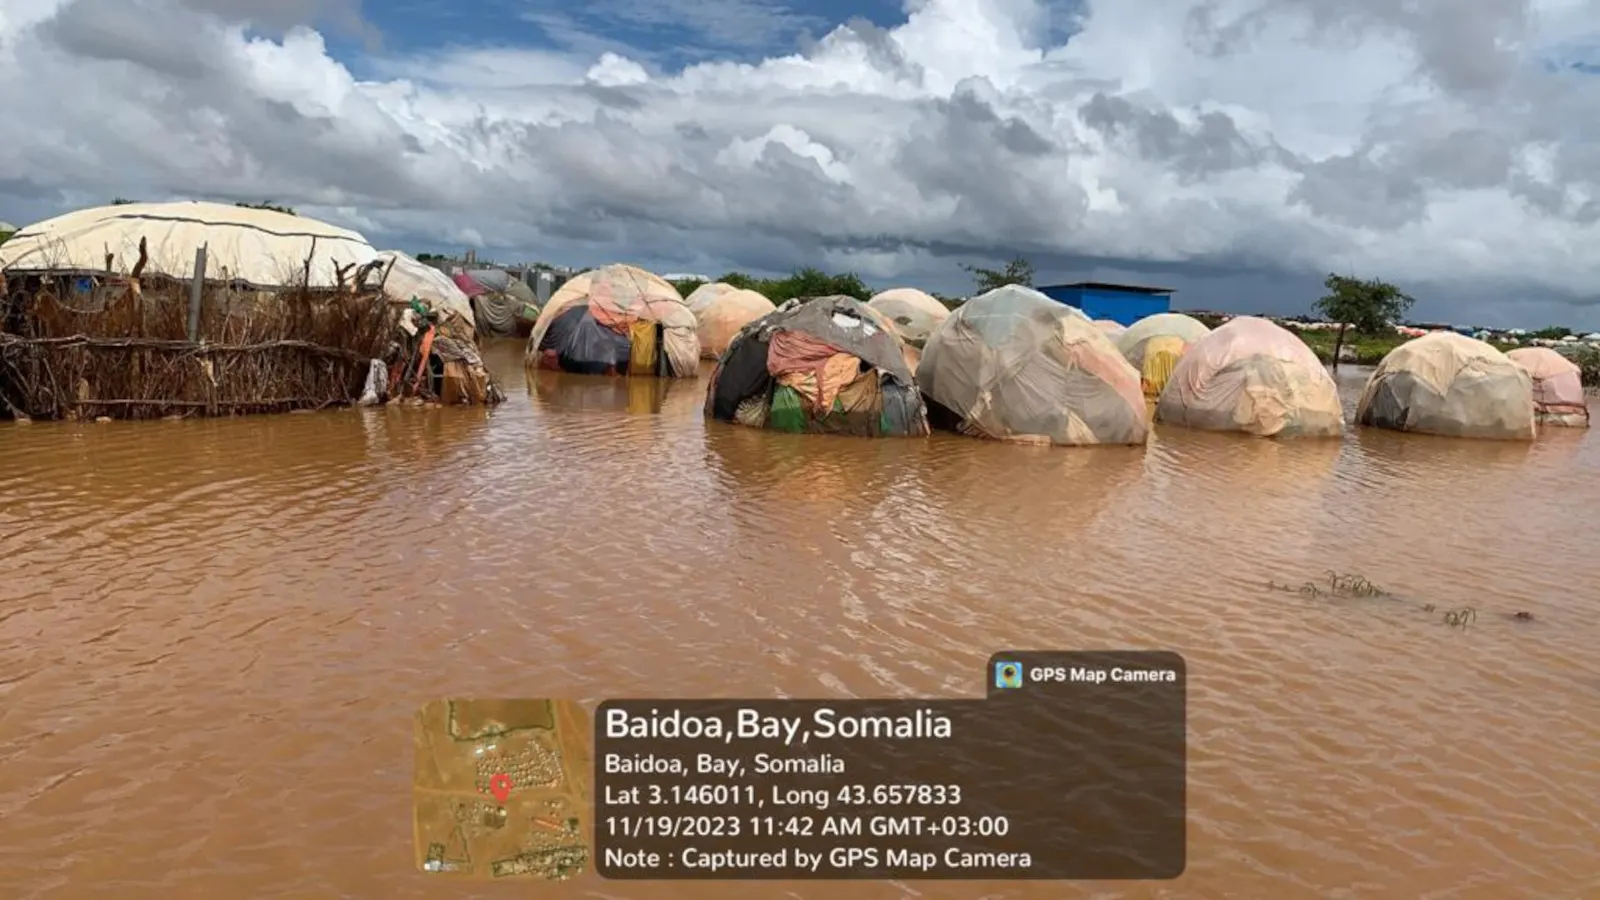 GPS Map Camera
Baidoa,Bay,Somalia
Baidoa, Bay, Somalia
Lat 3.146011, Long 43.657833
11/19/2023 11:42 AM GMT+03:00
Note : Captured by GPS Map Camera